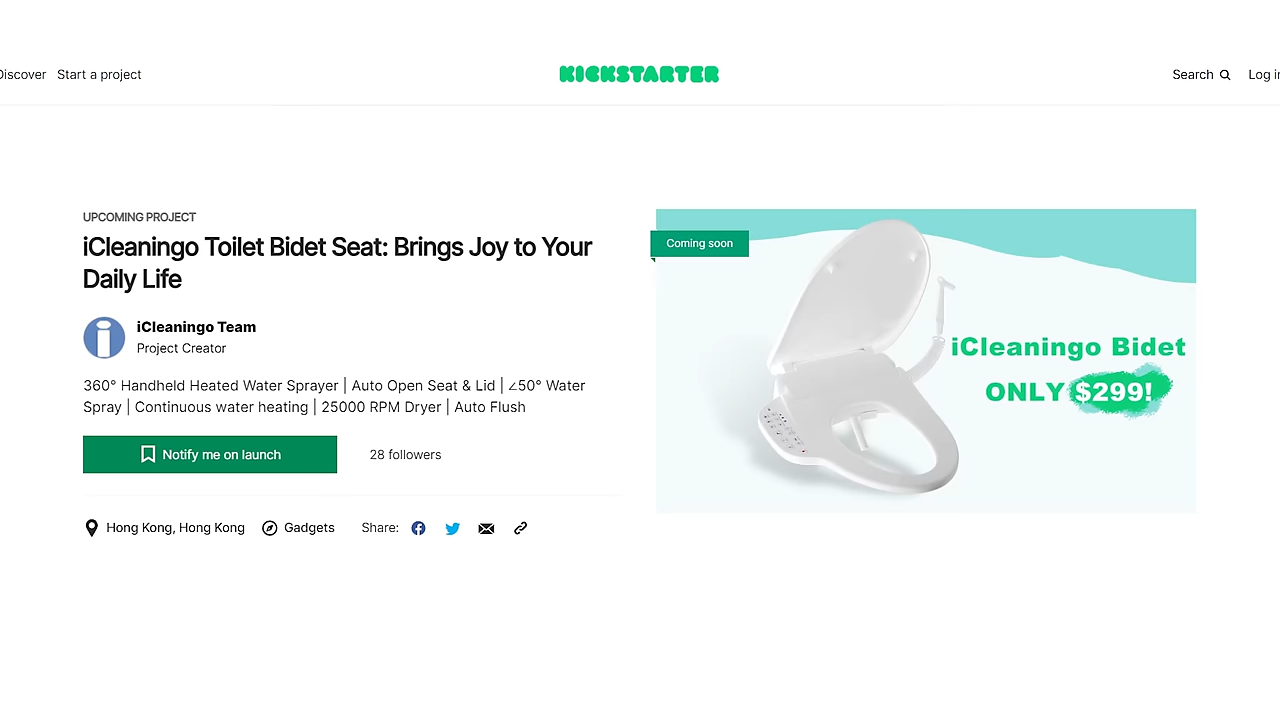 Discover Start a project KICKSTARTER Search Log in
UPCOMING PROJECT
iCleaningo Toilet Bidet Seat: Brings Joy to Your
Daily Life
iCleaningo Team
Project Creator
360° Handheld Heated Water Sprayer | Auto Open Seat & Lid | ∠50° Water
Spray | Continuous water heating | 25000 RPM Dryer | Auto Flush
Notify me on launch 28 followers
Hong Kong, Hong Kong Gadgets Share:
Coming soon
iCleaningo Bidet
ONLY $299!